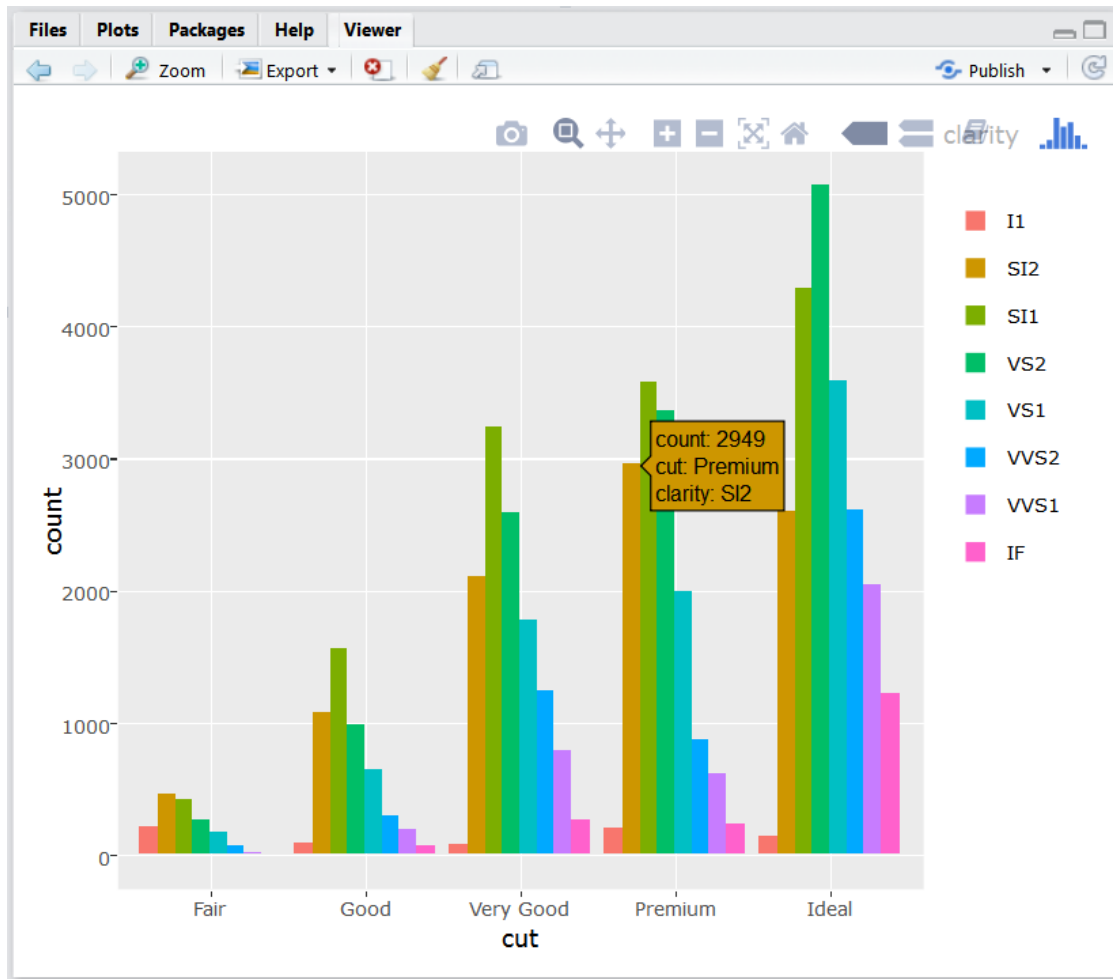 Files Plots Packages Help Viewer
Zoom Export Publish
clarity
5000
4000
3000
2000
1000
0
count
count: 2949
cut: Premium
clarity: SI2
I1
SI2
SI1
VS2
VS1
VVS2
VVS1
IF
Fair Good Very Good Premium Ideal
cut